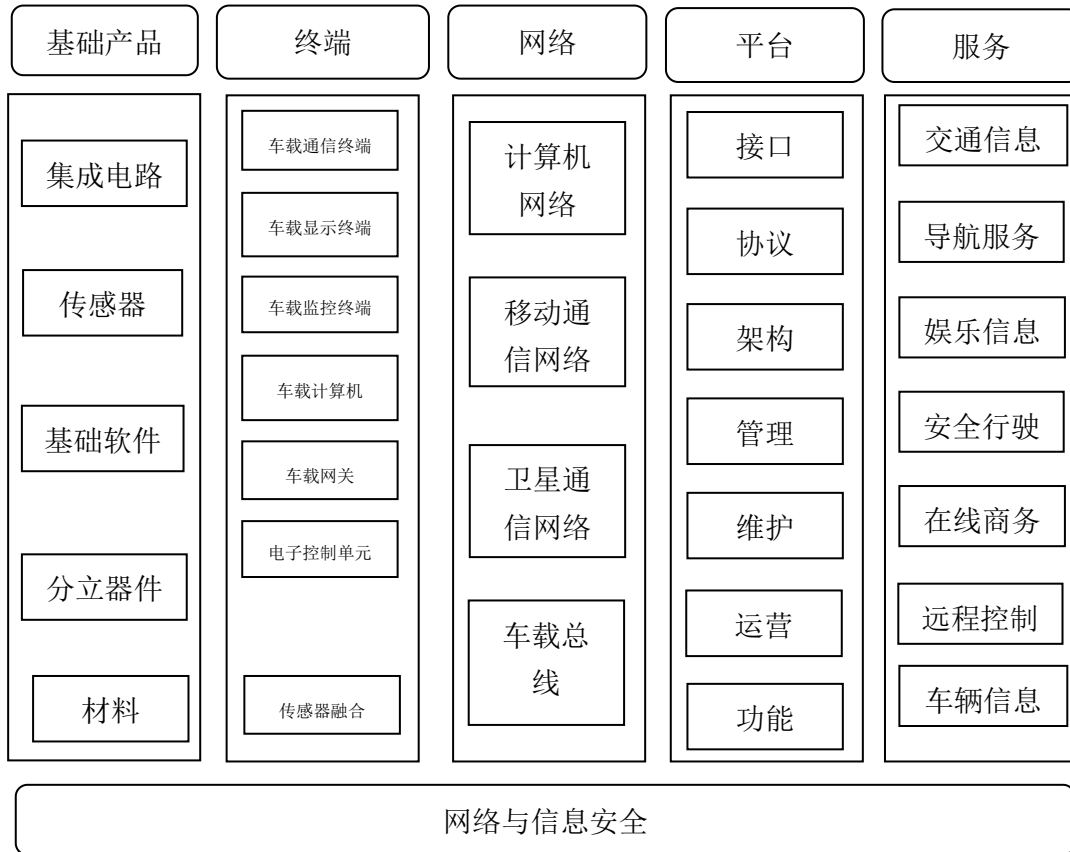 基础产品
终端
网络
平台
服务
集成电路
传感器
基础软件
分立器件
材料
车载通信终端
车载显示终端
车载监控终端
车载计算机
车载网关
电子控制单元
传感器融合
计算机
网络
移动通
信网络
卫星通
信网络
车载总
线
接口
协议
架构
管理
维护
运营
功能
交通信息
导航服务
娱乐信息
安全行驶
在线商务
远程控制
车辆信息
网络与信息安全